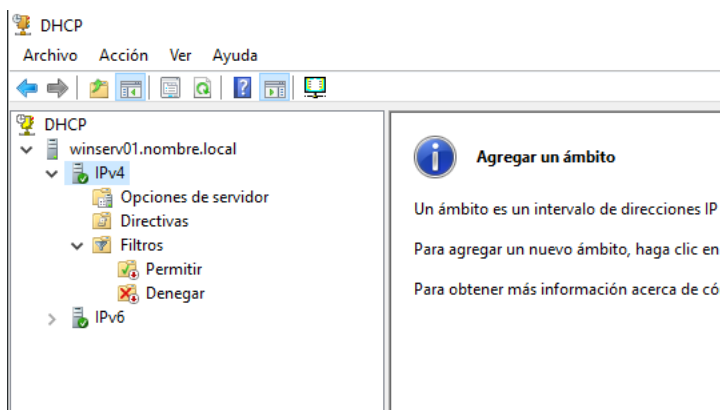 DHCP
Archivo Acción Ver Ayuda
DHCP
winserv01.nombre.local
IPv4
Opciones de servidor
Directivas
Filtros
Permitir
Denegar
IPv6
Agregar un ámbito
Un ámbito es un intervalo de direcciones IP
Para agregar un nuevo ámbito, haga clic en
Para obtener más información acerca de có